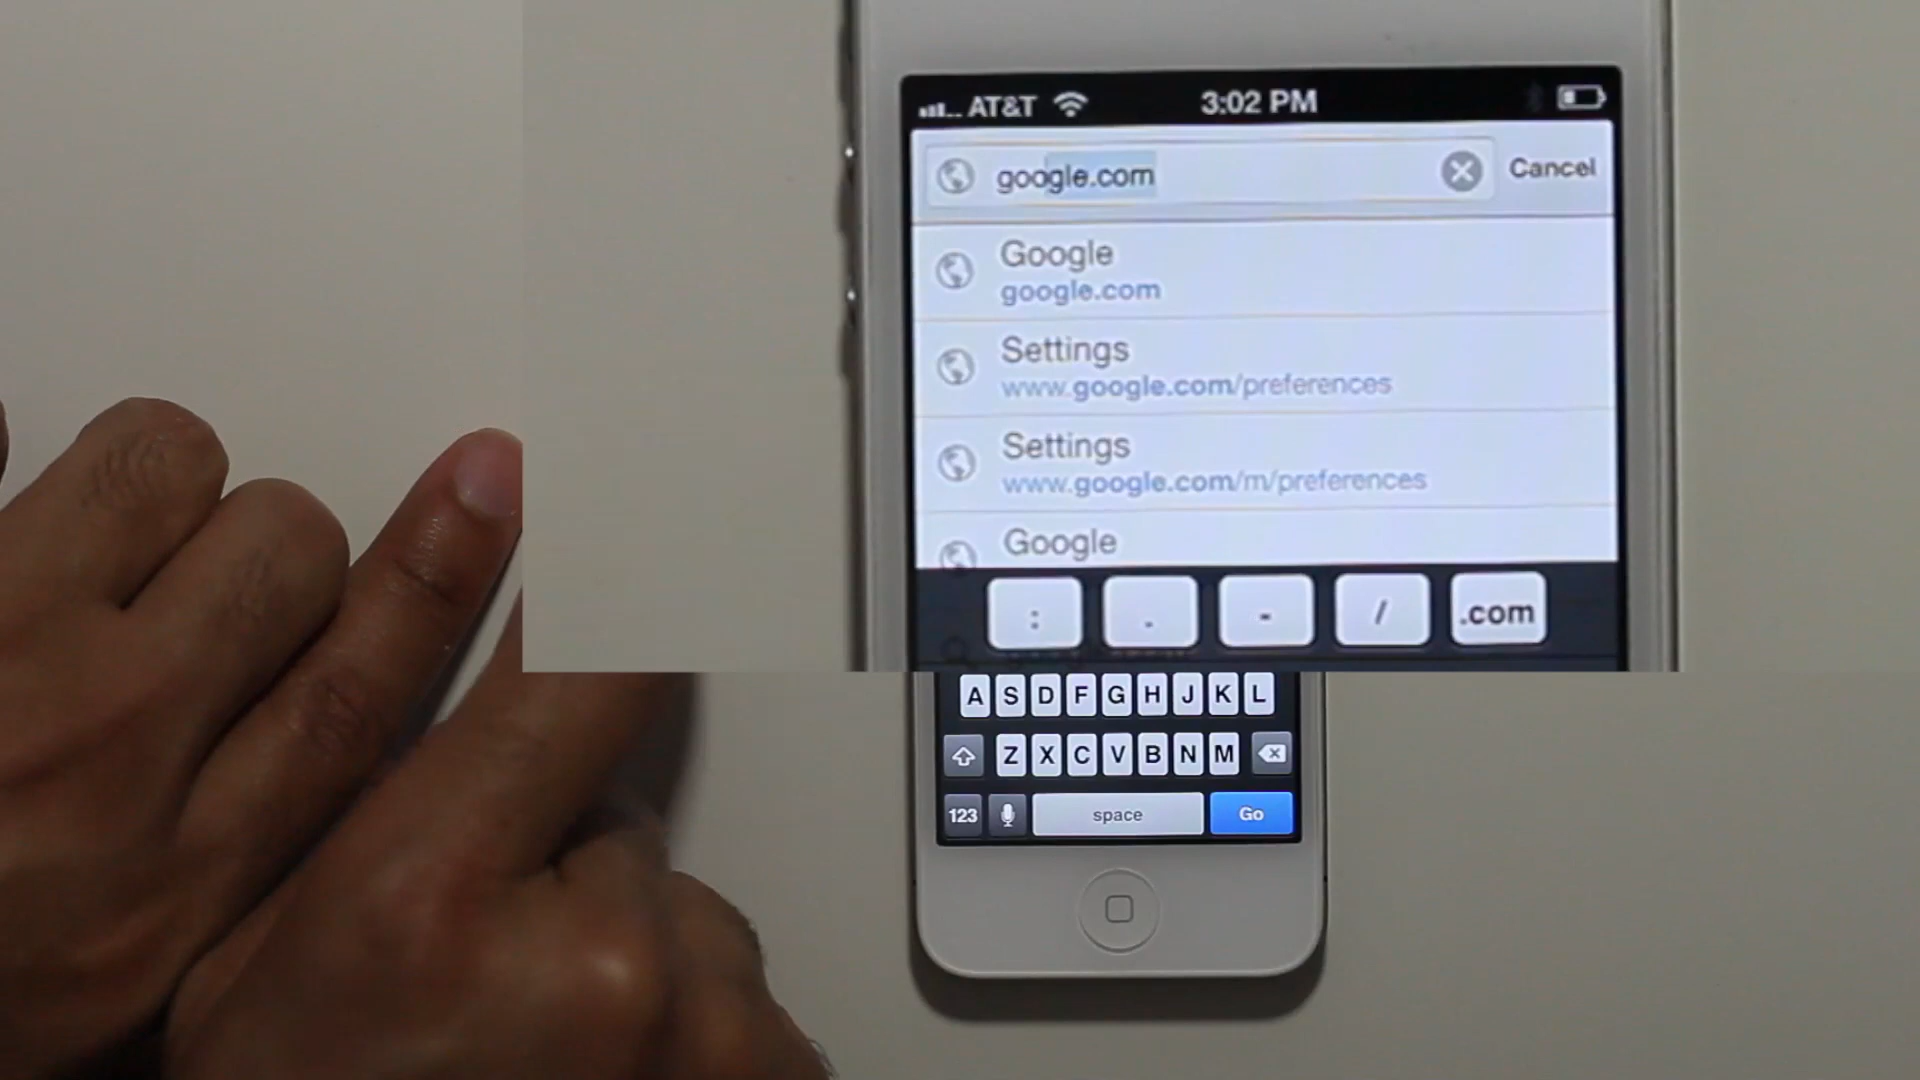 AT&T 3:02 PM
google.com Cancel
Google
google.com
Settings
www.google.com/preferences
Settings
www.google.com/m/preferences
Google
: . - / .com
A S D F G H J K L
Z X C V B N M
123 space Go